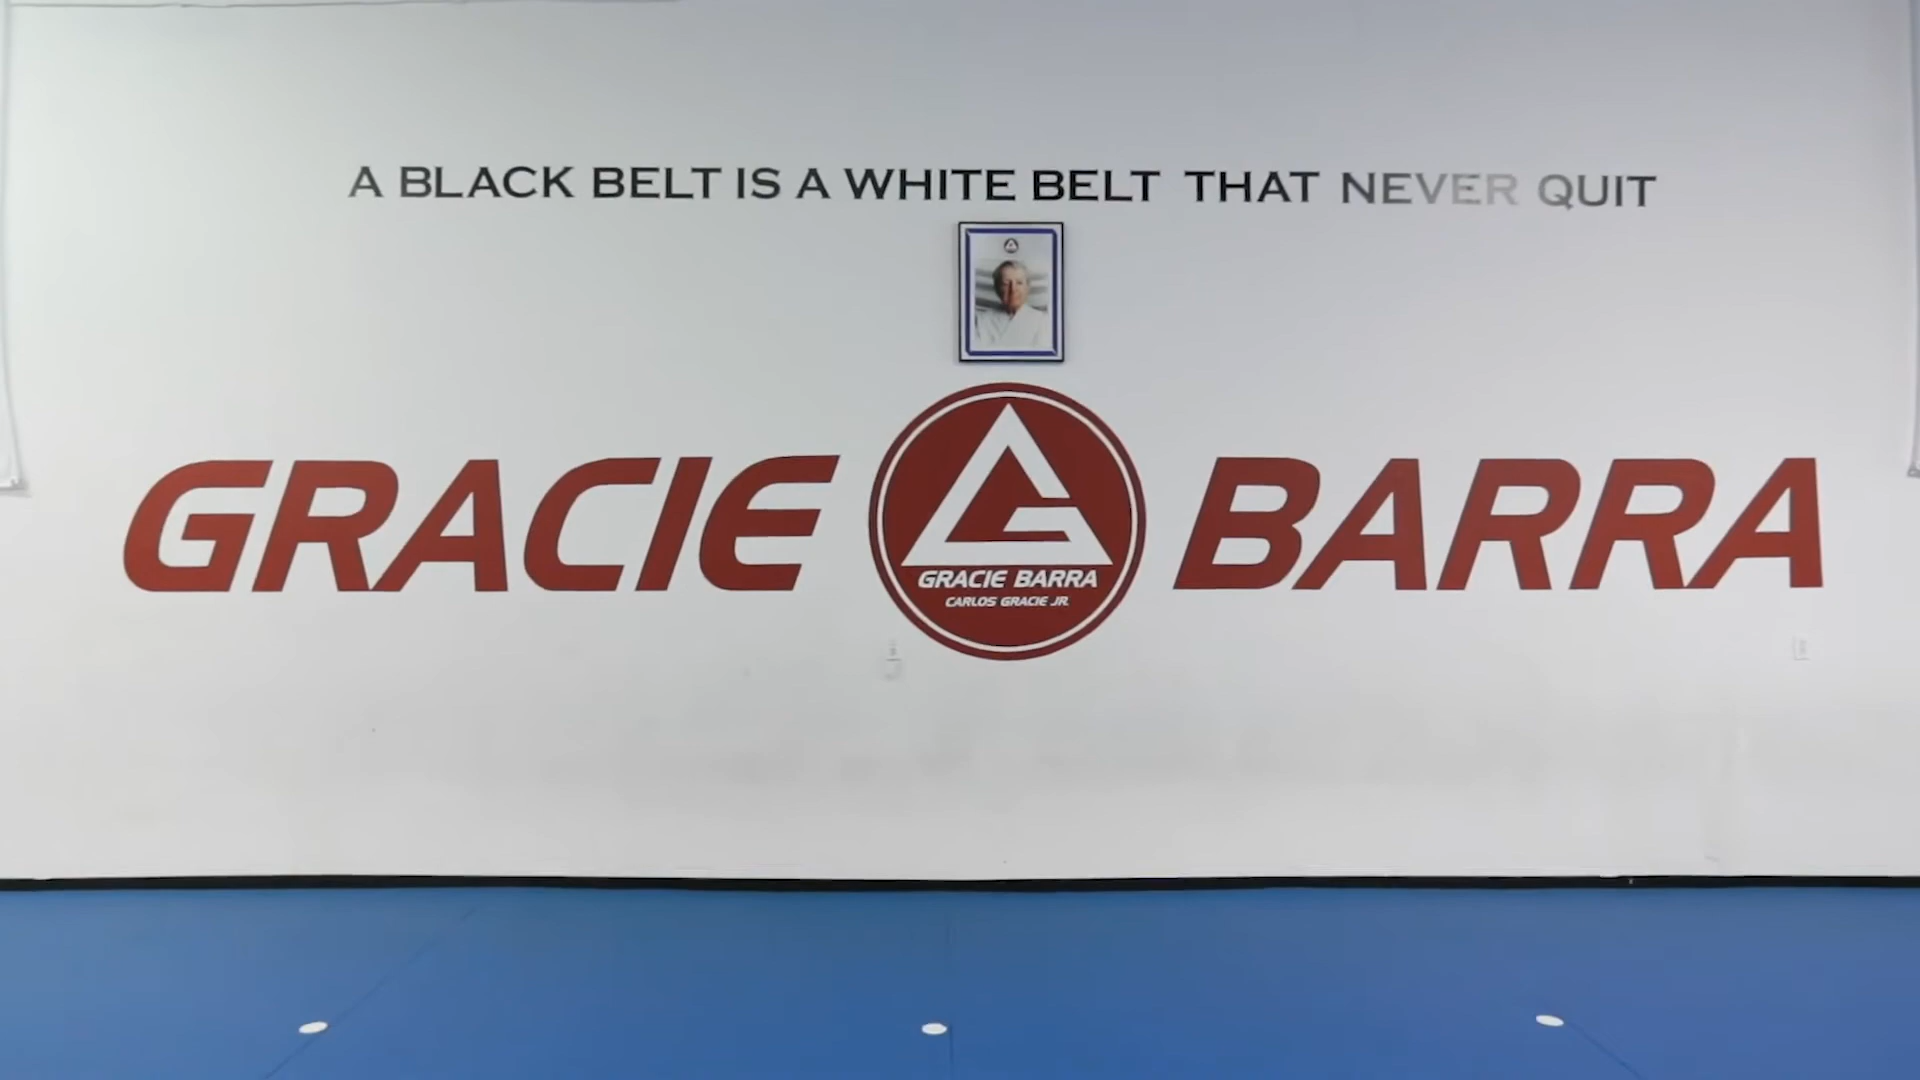 A BLACK BELT IS A WHITE BELT THAT NEVER QUIT
GRACIE BARRA
GRACIE BARRA
CARLOS GRACIE JR.